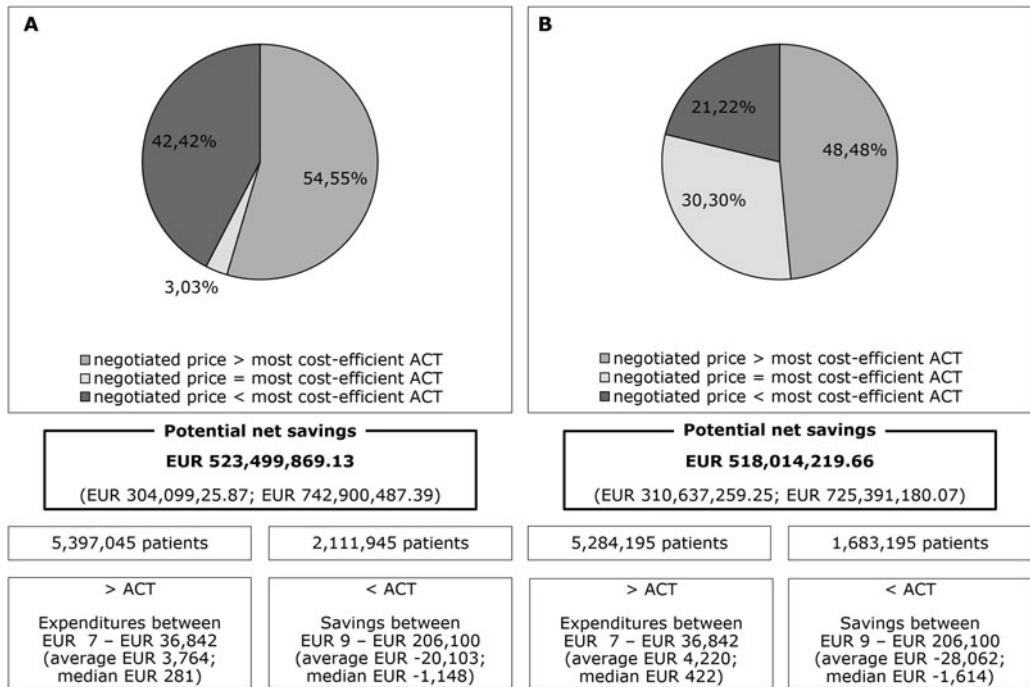 A
42,42%
54,55%
3,03%
negotiated price > most cost-efficient ACT
negotiated price = most cost-efficient ACT
negotiated price < most cost-efficient ACT
Potential net savings
EUR 523,499,869.13
(EUR 304,099,25.87; EUR 742,900,487.39)
5,397,045 patients
2,111,945 patients
> ACT
Expenditures between
EUR 7 – EUR 36,842
(average EUR 3,764;
median EUR 281)
< ACT
Savings between
EUR 9 – EUR 206,100
(average EUR -20,103;
median EUR -1,148)
B
21,22%
48,48%
30,30%
negotiated price > most cost-efficient ACT
negotiated price = most cost-efficient ACT
negotiated price < most cost-efficient ACT
Potential net savings
EUR 518,014,219.66
(EUR 310,637,259.25; EUR 725,391,180.07)
5,284,195 patients
1,683,195 patients
> ACT
Expenditures between
EUR 7 – EUR 36,842
(average EUR 4,220;
median EUR 422)
< ACT
Savings between
EUR 9 – EUR 206,100
(average EUR -28,062;
median EUR -1,614)